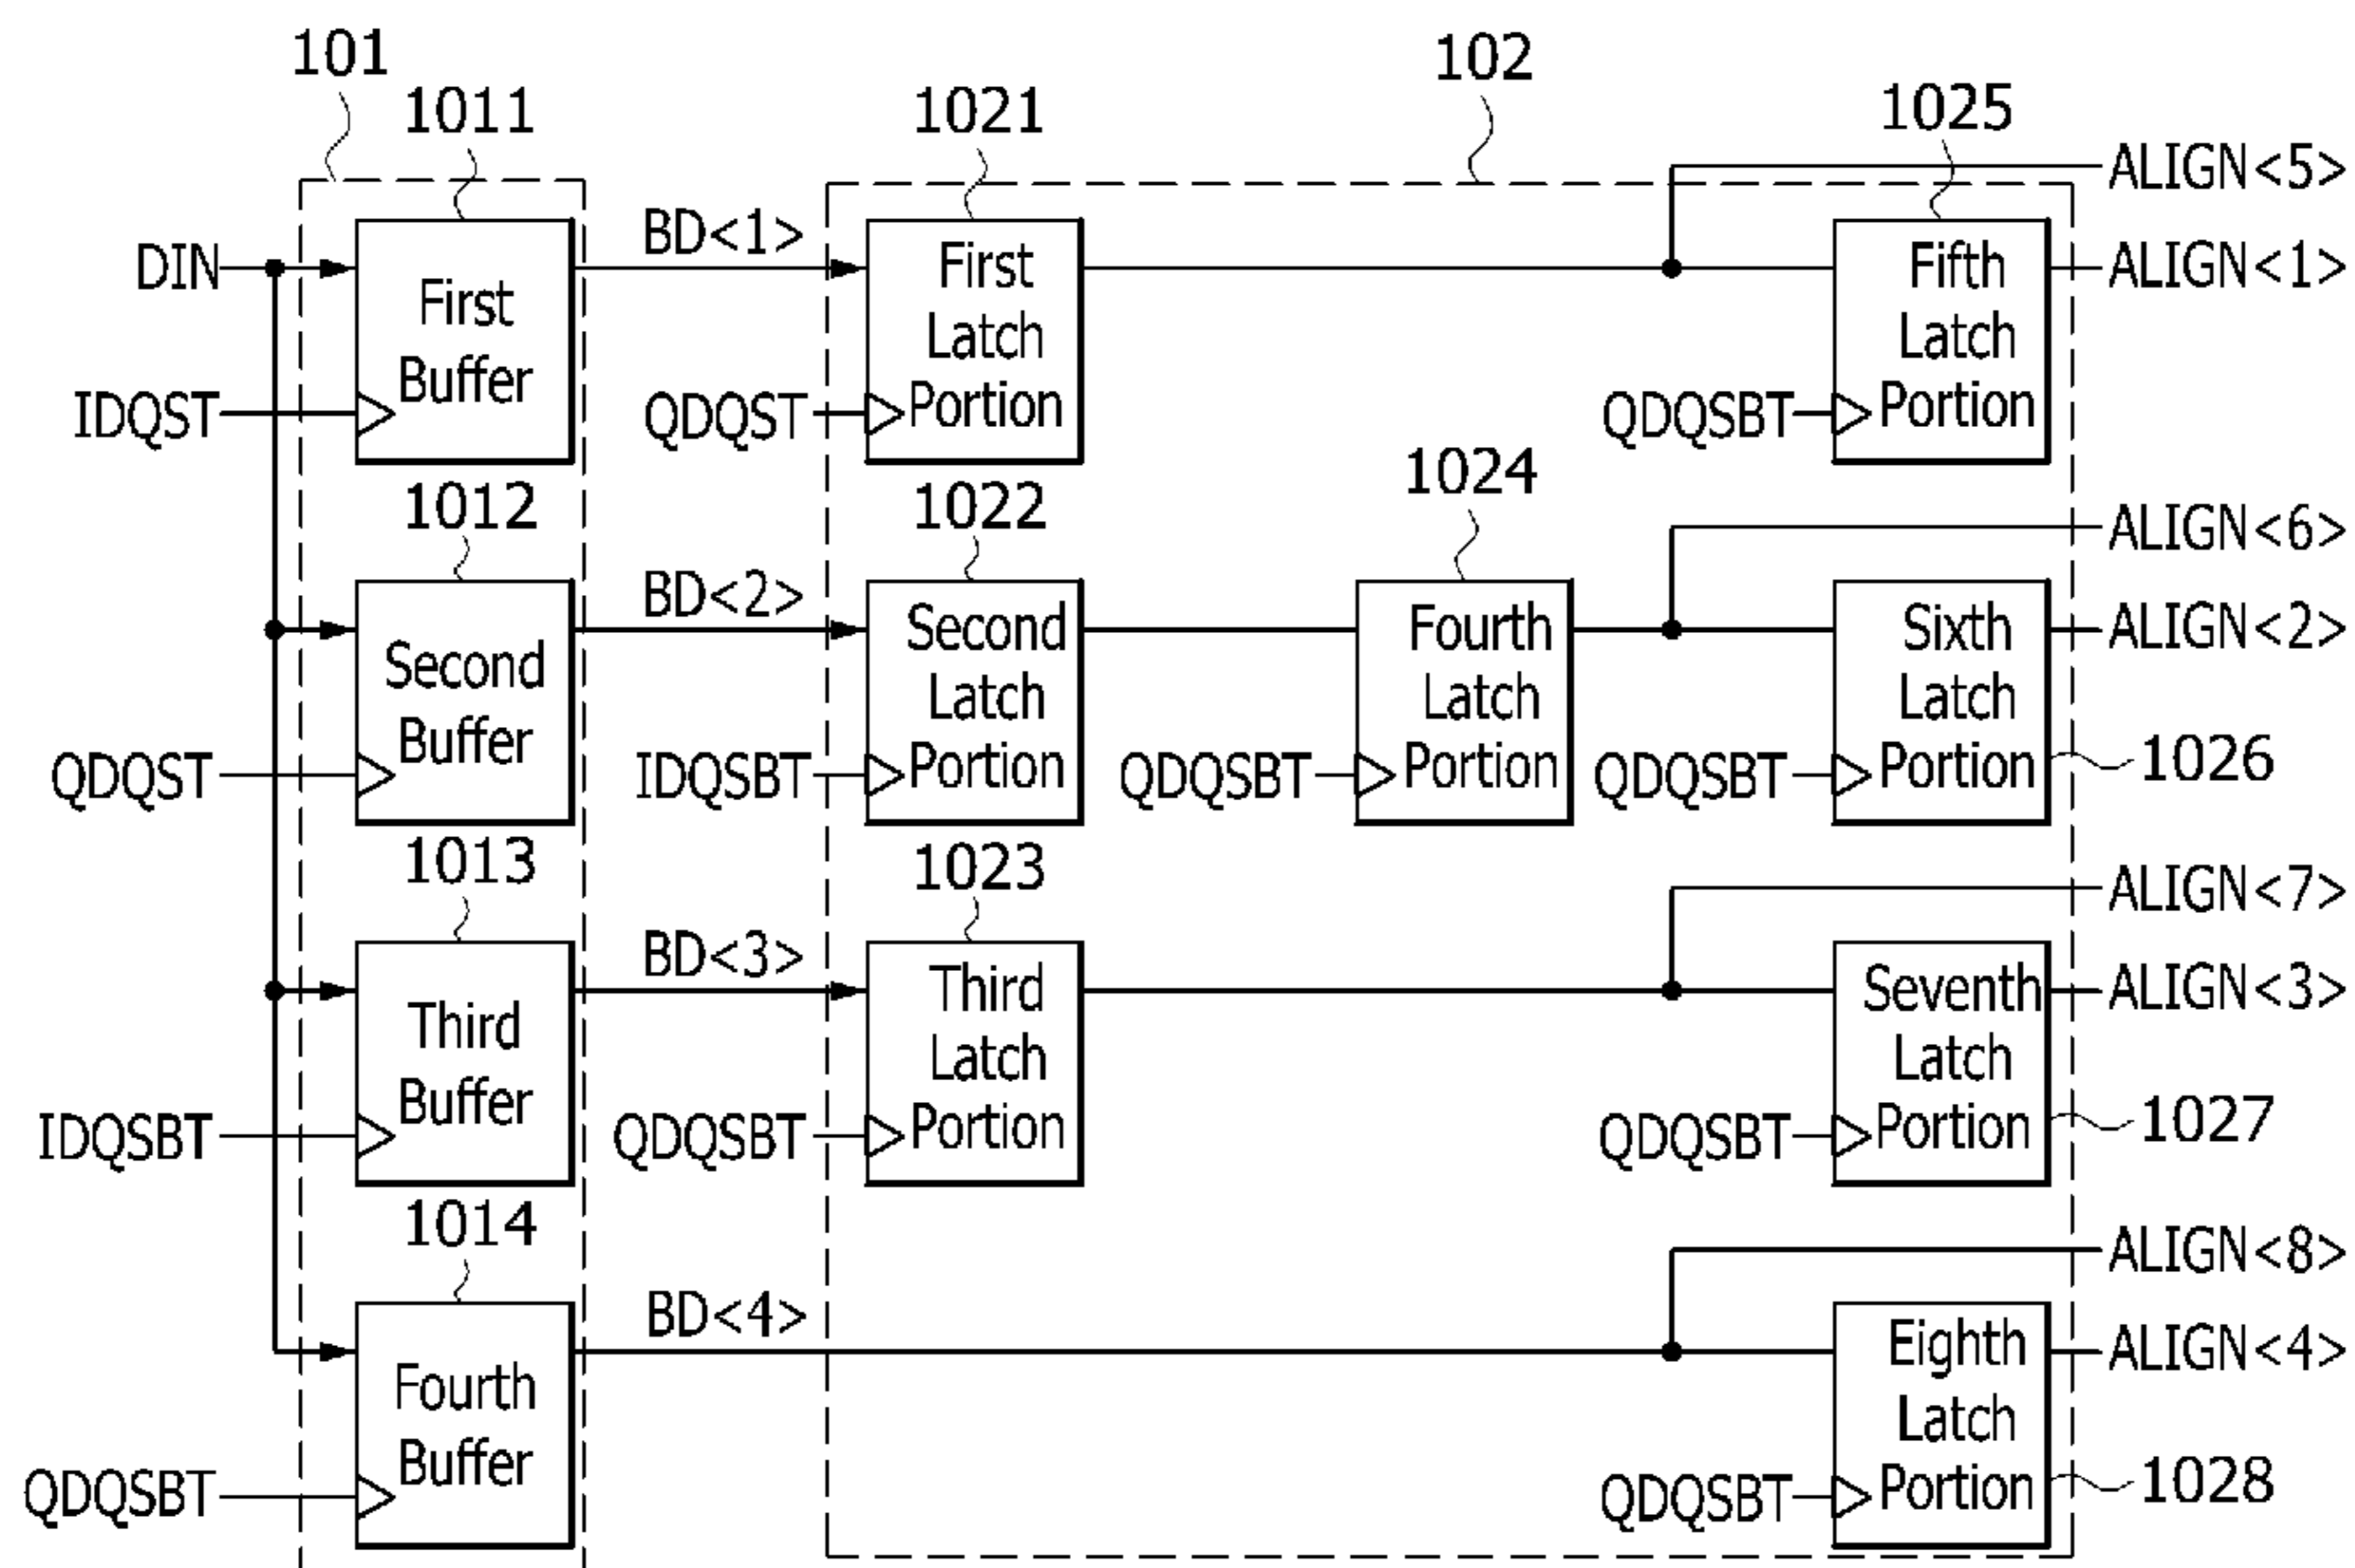 101
102
1011
1021
1025
ALIGN<5>
DIN
First
Buffer
BD<1>
First
Latch
Portion
Fifth
Latch
Portion
ALIGN<1>
IDQST
QDQST
QDQSBT
1012
1022
1024
ALIGN<6>
Second
Buffer
BD<2>
Second
Latch
Portion
Fourth
Latch
Portion
Sixth
Latch
Portion
ALIGN<2>
QDQST
IDQSBT
QDQSBT
QDQSBT
1026
1013
1023
ALIGN<7>
Third
Buffer
BD<3>
Third
Latch
Portion
Seventh
Latch
Portion
ALIGN<3>
IDQSBT
QDQSBT
QDQSBT
1027
1014
ALIGN<8>
Fourth
Buffer
BD<4>
Eighth
Latch
Portion
ALIGN<4>
QDQSBT
QDQSBT
1028